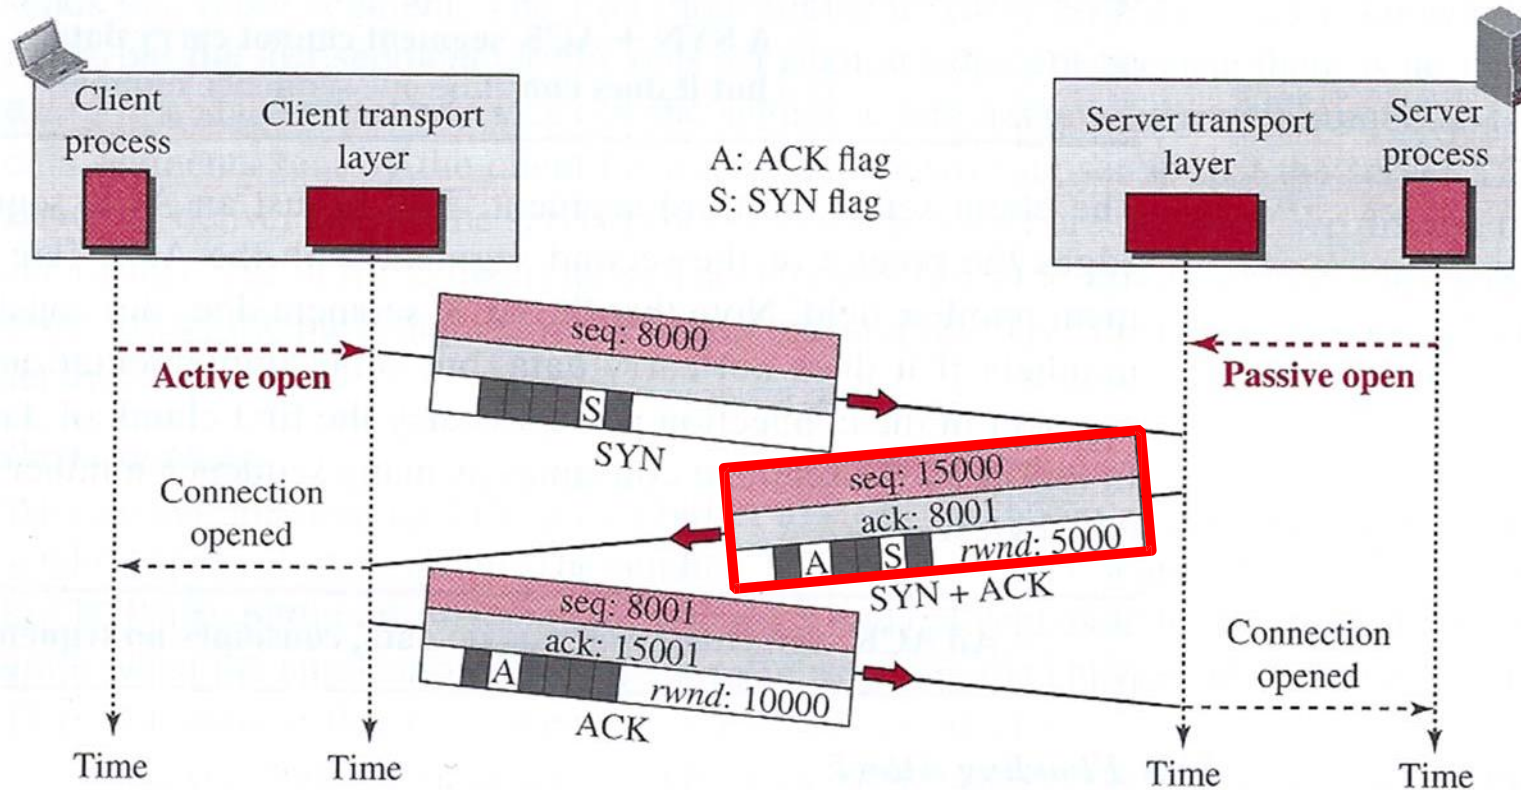 Client
process
Client transport
layer
A: ACK flag
S: SYN flag
Server transport
layer
Server
process
seq: 8000
Active open
Passive open
S
SYN
seq: 15000
ack: 8001
A S rwnd: 5000
SYN + ACK
Connection
opened
seq: 8001
ack: 15001
A rwnd: 10000
ACK
Connection
opened
Time
Time
Time
Time